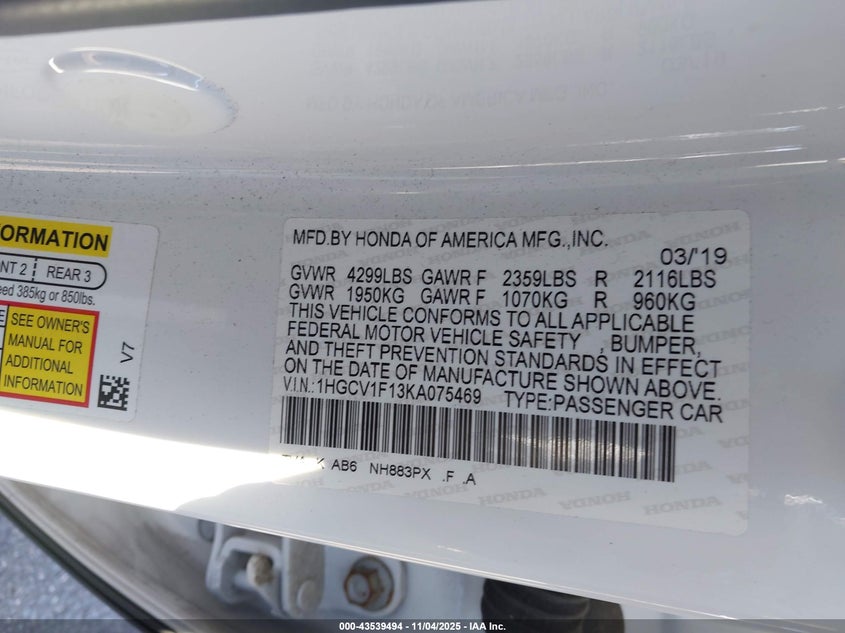 ORMATION
NT 2 REAR 3
eed 385kg or 850lbs.
SEE OWNER'S
MANUAL FOR
ADDITIONAL
INFORMATION
V7
MFD.BY HONDA OF AMERICA MFG.,INC.
03/'19
GVWR 4299LBS GAWR F 2359LBS R 2116LBS
GVWR 1950KG GAWR F 1070KG R 960KG
THIS VEHICLE CONFORMS TO ALL APPLICABLE
FEDERAL MOTOR VEHICLE SAFETY , BUMPER,
AND THEFT PREVENTION STANDARDS IN EFFECT
ON THE DATE OF MANUFACTURE SHOWN ABOVE.
V.I.N.:1HGCV1F13KA075469 TYPE:PASSENGER CAR
AB6 NH883PX .F .A
HONDA
000-43539494 — 11/04/2025 — IAA Inc.